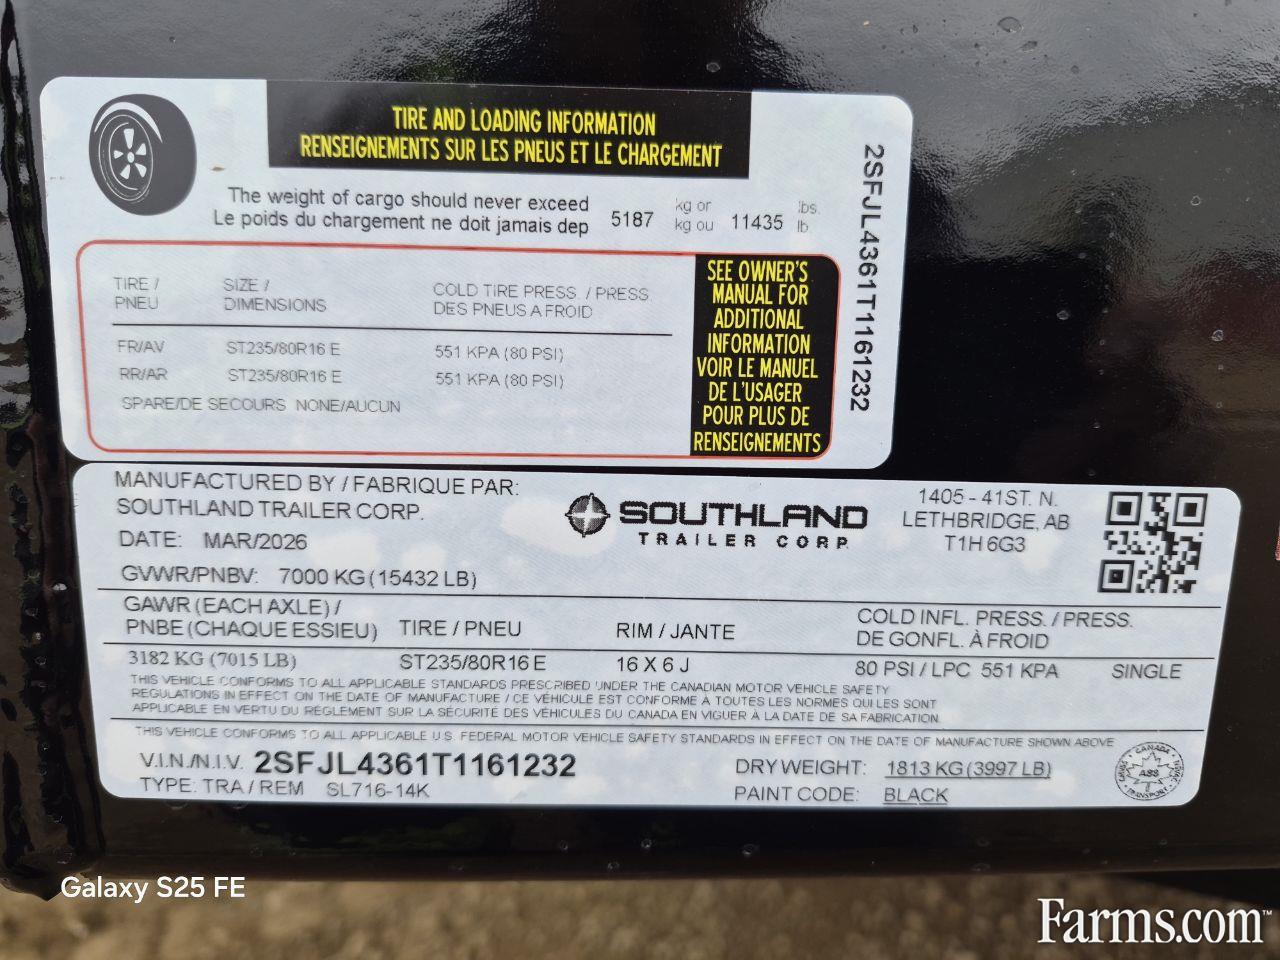 TIRE AND LOADING INFORMATION
RENSEIGNEMENTS SUR LES PNEUS ET LE CHARGEMENT
The weight of cargo should never exceed
Le poids du chargement ne doit jamais dep
5187 kg or 11435 lbs.
kg ou lb
2SFJL4361T1161232
TIRE / SIZE / COLD TIRE PRESS. / PRESS
PNEU DIMENSIONS DES PNEUS A FROID
FR/AV ST235/80R16 E 551 KPA (80 PSI)
RR/AR ST235/80R16 E 551 KPA (80 PSI)
SPARE/DE SECOURS NONE/AUCUN
SEE OWNER'S
MANUAL FOR
ADDITIONAL
INFORMATION
VOIR LE MANUEL
DE L'USAGER
POUR PLUS DE
RENSEIGNEMENTS
MANUFACTURED BY / FABRIQUE PAR:
SOUTHLAND TRAILER CORP.
DATE: MAR/2026
SOUTHLAND
TRAILER CORP.
1405 - 41ST. N.
LETHBRIDGE, AB
T1H 6G3
GVWR/PNBV: 7000 KG (15432 LB)
GAWR (EACH AXLE) /
PNBE (CHAQUE ESSIEU) TIRE / PNEU RIM / JANTE
COLD INFL. PRESS. / PRESS.
DE GONFL. À FROID
3182 KG (7015 LB) ST235/80R16 E 16 X 6 J 80 PSI / LPC 551 KPA SINGLE
THIS VEHICLE CONFORMS TO ALL APPLICABLE STANDARDS PRESCRIBED UNDER THE CANADIAN MOTOR VEHICLE SAFETY
REGULATIONS IN EFFECT ON THE DATE OF MANUFACTURE / CE VÉHICULE EST CONFORME À TOUTES LES NORMES QUI LES SONT
APPLICABLE EN VERTU DU RÈGLEMENT SUR LA SÉCURITÉ DES VÉHICULES DU CANADA EN VIGUER À LA DATE DE SA FABRICATION.
THIS VEHICLE CONFORMS TO ALL APPLICABLE U.S. FEDERAL MOTOR VEHICLE SAFETY STANDARDS IN EFFECT ON THE DATE OF MANUFACTURE SHOWN ABOVE
V.I.N./N.I.V. 2SFJL4361T1161232
TYPE: TRA / REM SL716-14K
DRY WEIGHT: 1813 KG (3997 LB)
PAINT CODE: BLACK
CANADA
A88
TRANSPORT
Galaxy S25 FE
Farms.com™